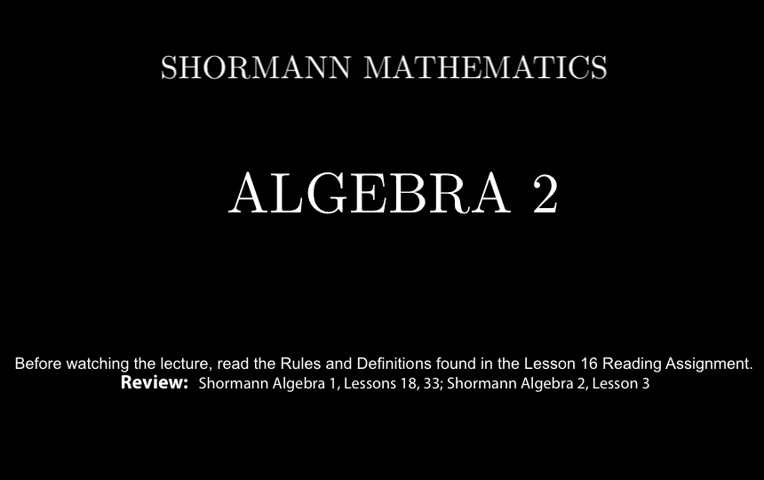 SHORMANN MATHEMATICS
ALGEBRA 2
Before watching the lecture, read the Rules and Definitions found in the Lesson 16 Reading Assignment.
Review: Shormann Algebra 1, Lessons 18, 33; Shormann Algebra 2, Lesson 3